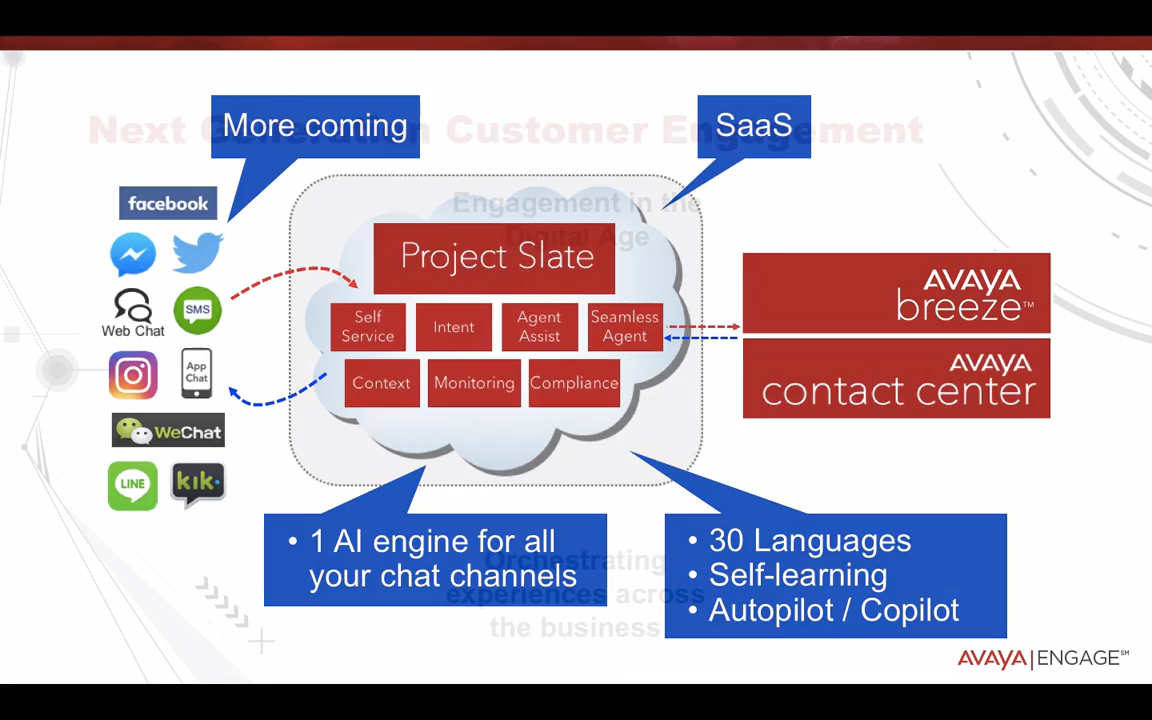 Next Generation Customer Engagement
More coming
SaaS
Engagement in the
Digital Age
facebook
Project Slate
SMS
Web Chat
Self
Service
Intent
Agent
Assist
Seamless
Agent
AVAYA
breeze™
App
Chat
Context
Monitoring
Compliance
AVAYA
contact center
WeChat
LINE
kik·
• 1 AI engine for all
your chat channels
• 30 Languages
• Self-learning
• Autopilot / Copilot
Orchestrating
experiences across
the business
AVAYA | ENGAGE℠